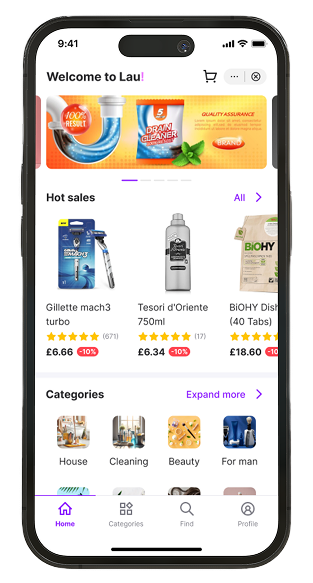 9:41
Welcome to Lau!
100%
RESULT
5
DRAIN
CLEANER
QUALITY ASSURANCE
BRAND
Hot sales
All
MACH3
BiOHY
Gillette mach3
turbo
(671)
£6.66 -10%
Tesori d'Oriente
750ml
(17)
£6.34 -10%
BiOHY Dish
(40 Tabs)
£18.60 -10
Categories
Expand more
House
Cleaning
Beauty
For man
Home
Categories
Find
Profile